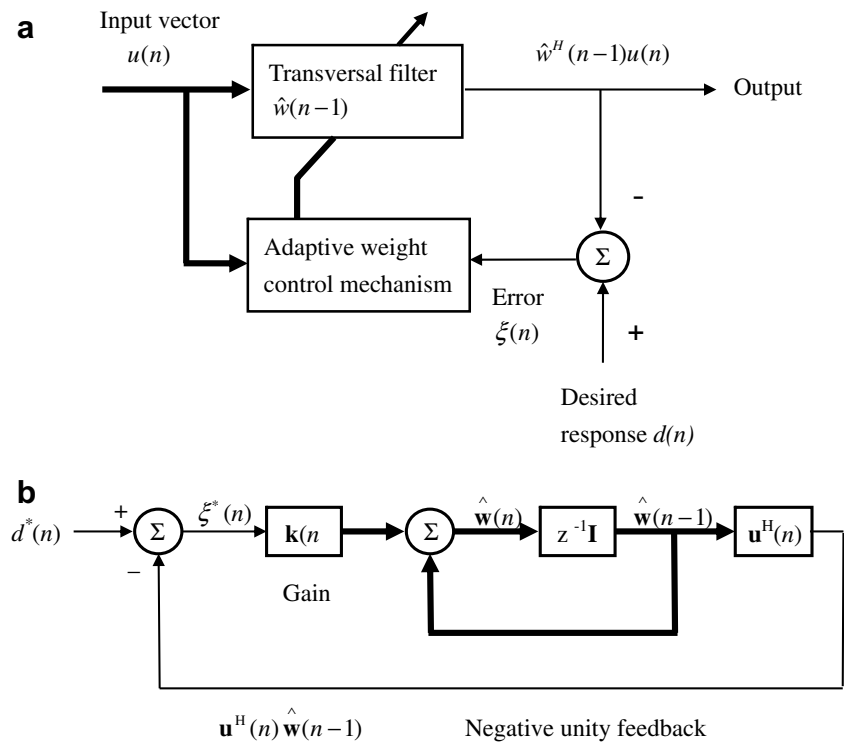 a
Input vector
u(n)
Transversal filter
ŵ(n−1)
ŵ^H(n−1)u(n)
Output
-
Adaptive weight
control mechanism
Σ
Error
ξ(n)
+
Desired
response d(n)
b
d*(n)
+
−
Σ
ξ*(n)
k(n
Gain
Σ
ŵ(n)
z⁻¹I
ŵ(n−1)
u^H(n)
u^H(n)ŵ(n−1)
Negative unity feedback